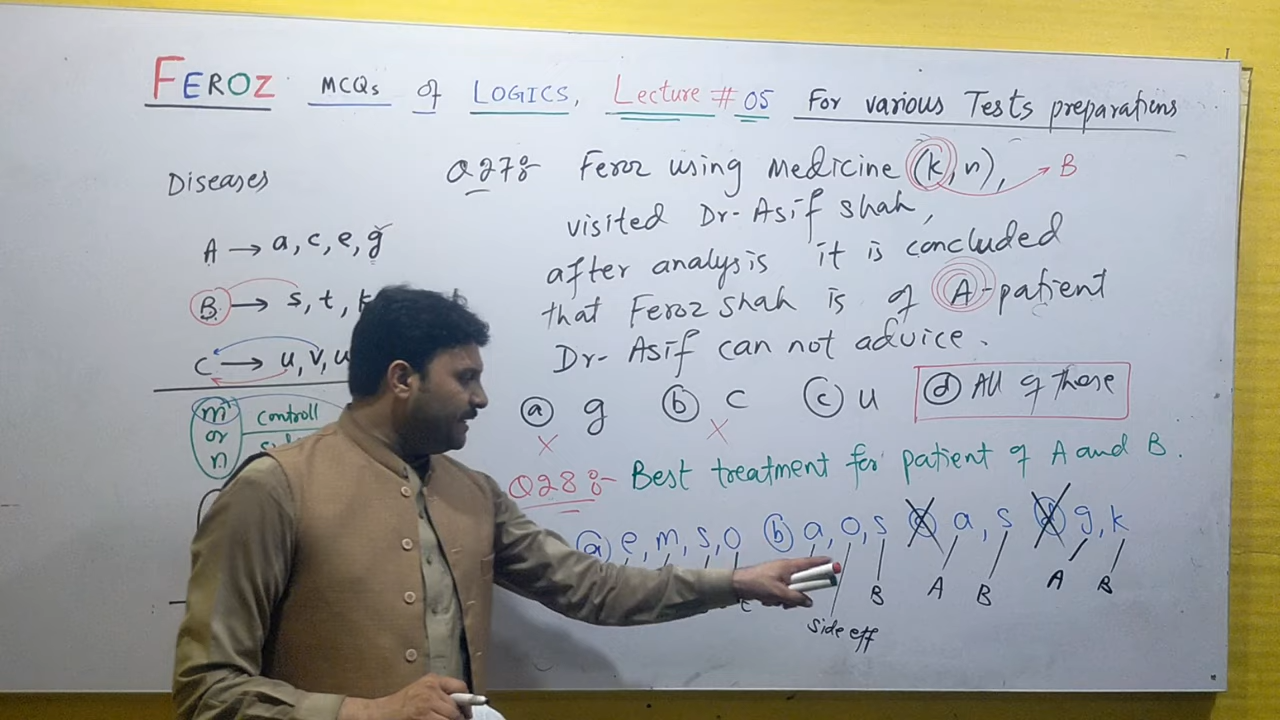 FEROZ MCQs of LOGICS, Lecture # 05 For various Tests preparations
Diseases
A → a, c, e, g
B → s, t, k
C → u, v, w
m or n
controll
Q27:- Feroz using medicine (k, n), → B
visited Dr-Asif shah,
after analysis it is concluded
that Feroz shah is of A-patient
Dr- Asif can not advice.
(a) g (b) c (c) u (d) All of these
Q28:- Best treatment for patient of A and B.
(a) e, m, s, o (b) a, o, s a, s g, k
B A B A B
side eff